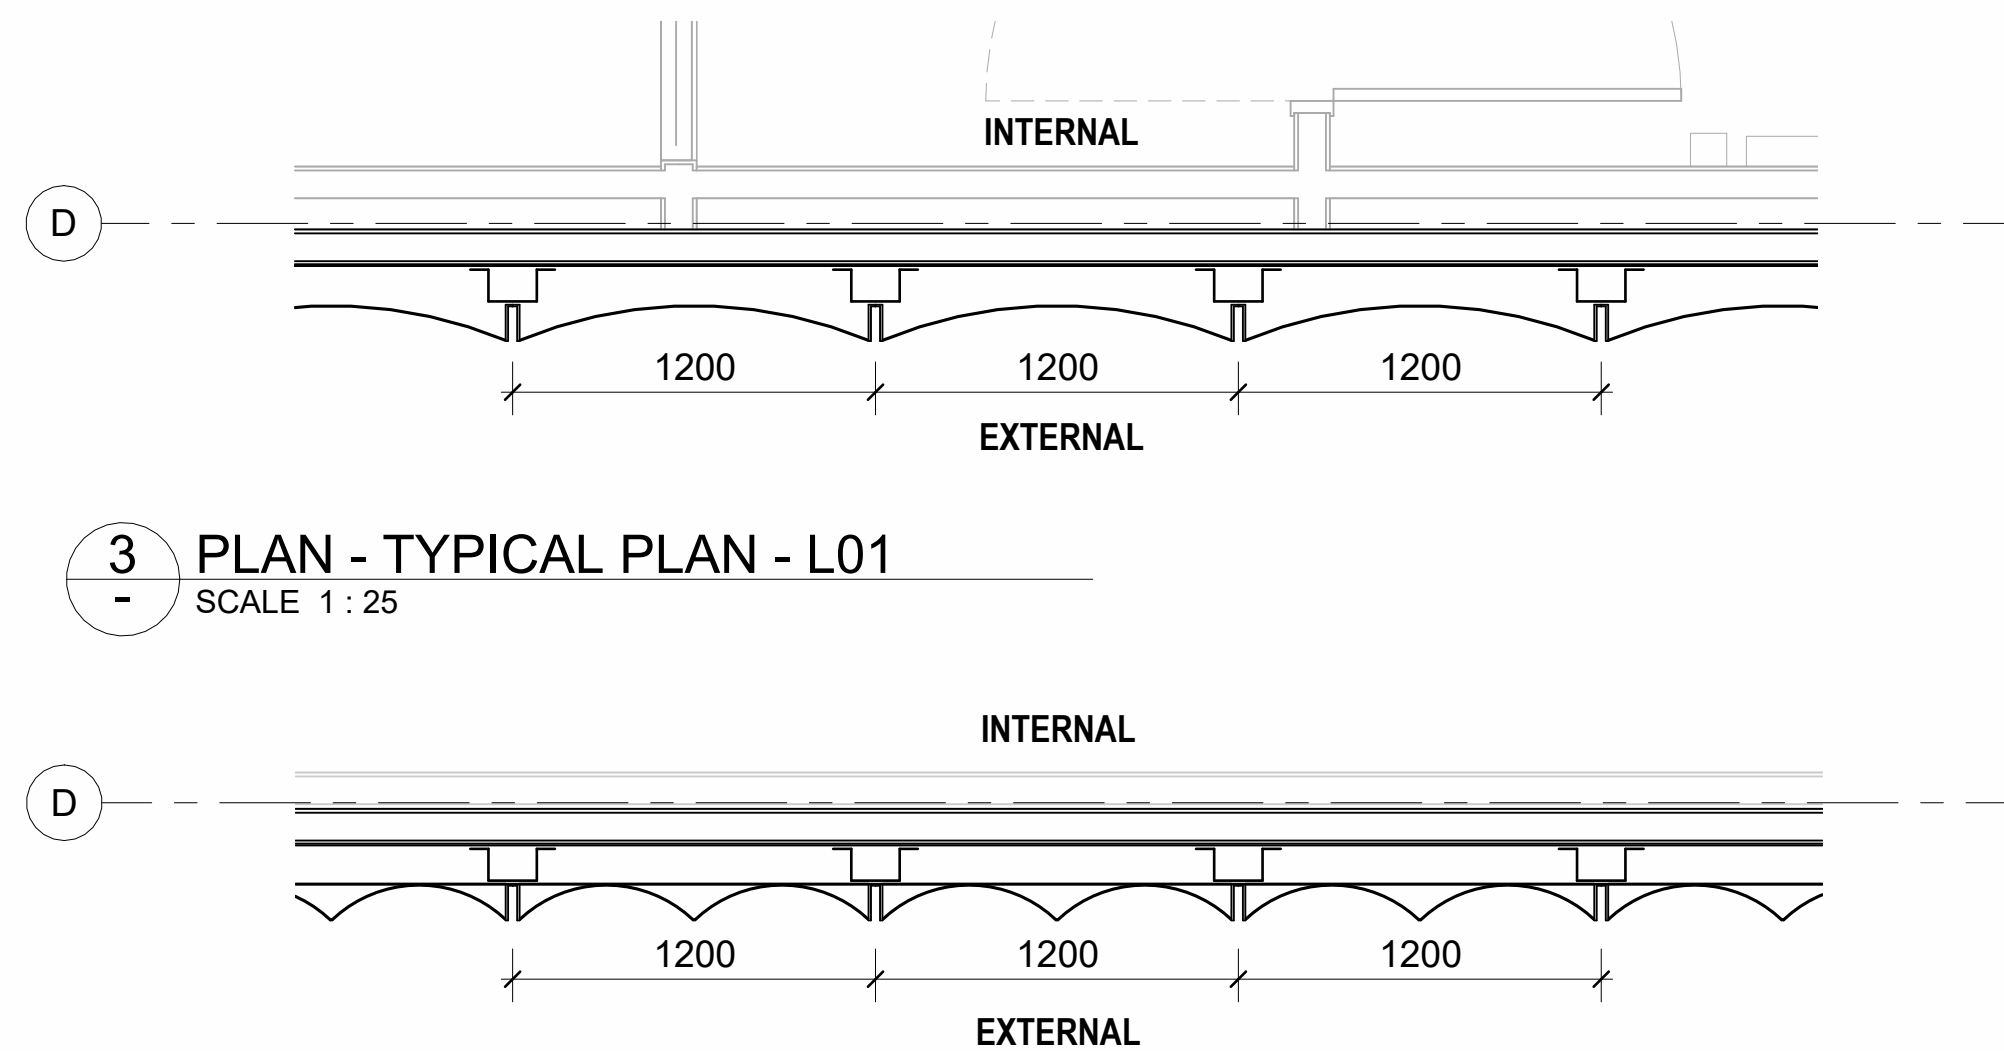 INTERNAL
D
1200 1200 1200
EXTERNAL
3 PLAN - TYPICAL PLAN - L01
- SCALE 1 : 25
INTERNAL
D
1200 1200 1200
EXTERNAL